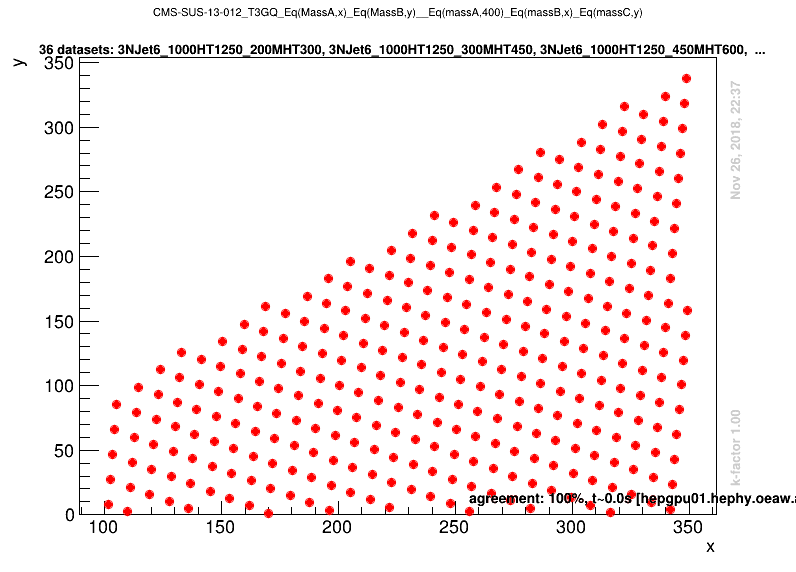 CMS-SUS-13-012_T3GQ_Eq(MassA,x)_Eq(MassB,y)__Eq(massA,400)_Eq(massB,x)_Eq(massC,y)
36 datasets: 3NJet6_1000HT1250_200MHT300, 3NJet6_1000HT1250_300MHT450, 3NJet6_1000HT1250_450MHT600, ...
y
350
300
250
200
150
100
50
0
Nov 26, 2018, 22:37
k-factor 1.00
agreement: 100%, t~0.0s [hepgpu01.hephy.oeaw.a
100 150 200 250 300 350
x